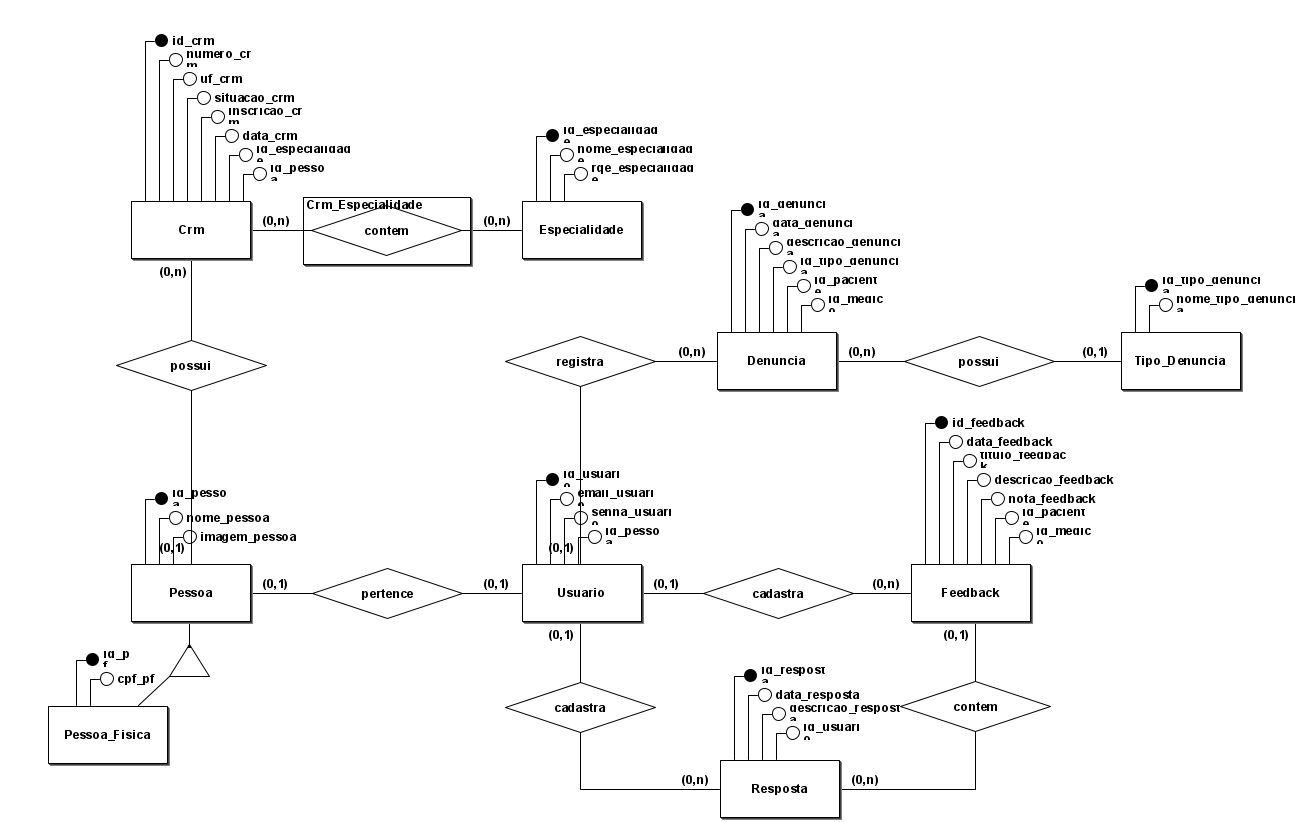 id_crm
numero_crm
uf_crm
situacao_crm
inscricao_crm
data_crm
id_especialidade
id_pessoa
Crm
(0,n)
Crm_Especialidade
contem
(0,n)
id_especialidade
nome_especialidade
rqe_especialidade
Especialidade
(0,n)
possui
id_denuncia
data_denuncia
descricao_denuncia
id_tipo_denuncia
id_paciente
id_medico
registra
(0,n)
Denuncia
(0,n)
possui
(0,1)
id_tipo_denuncia
nome_tipo_denuncia
Tipo_Denuncia
id_pessoa
nome_pessoa
imagem_pessoa
(0,1)
Pessoa
(0,1)
pertence
(0,1)
id_usuario
email_usuario
senha_usuario
id_pessoa
(0,1)
Usuario
(0,1)
cadastra
(0,n)
id_feedback
data_feedback
titulo_feedback
descricao_feedback
nota_feedback
id_paciente
id_medico
Feedback
(0,1)
(0,1)
id_pf
cpf_pf
Pessoa_Fisica
cadastra
(0,n)
id_resposta
data_resposta
descricao_resposta
id_usuario
Resposta
(0,n)
contem